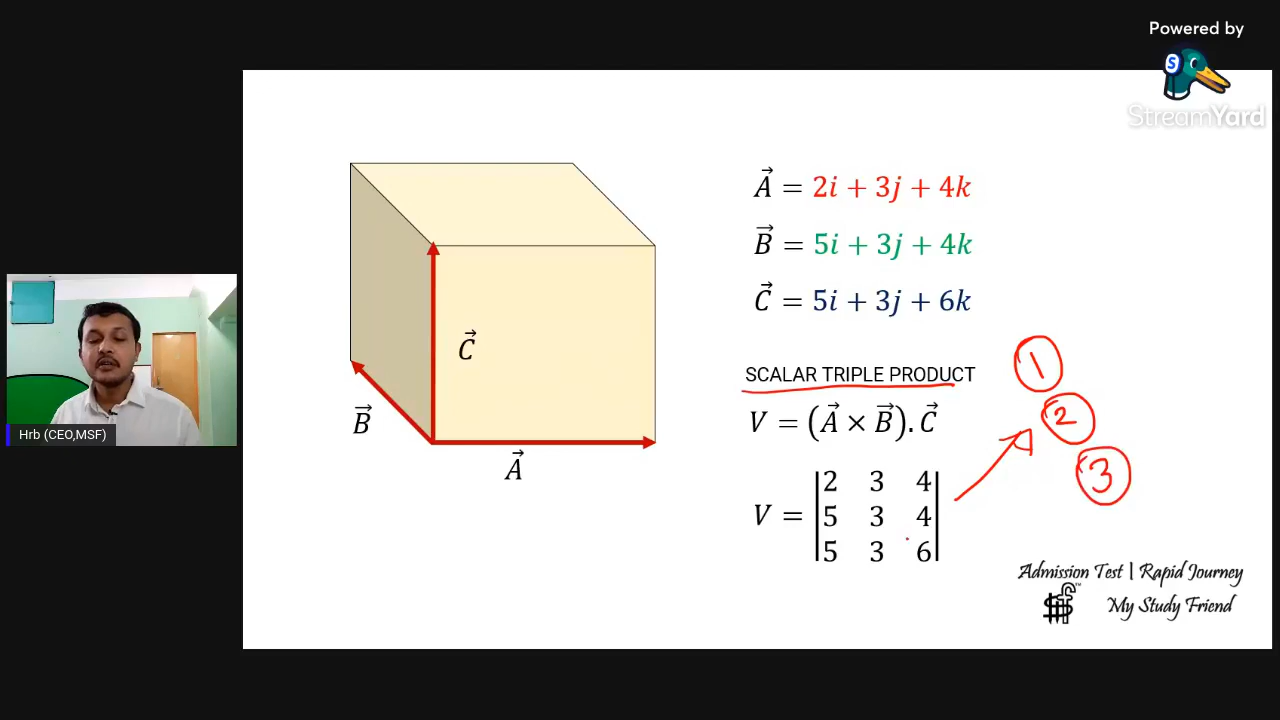 Powered by
StreamYard
A⃗ = 2i + 3j + 4k
B⃗ = 5i + 3j + 4k
C⃗ = 5i + 3j + 6k
SCALAR TRIPLE PRODUCT
V = (A⃗ × B⃗). C⃗
V = |2 3 4|
|5 3 4|
|5 3 6|
1
2
3
C⃗
B⃗
A⃗
Hrb (CEO,MSF)
Admission Test | Rapid Journey
My Study Friend